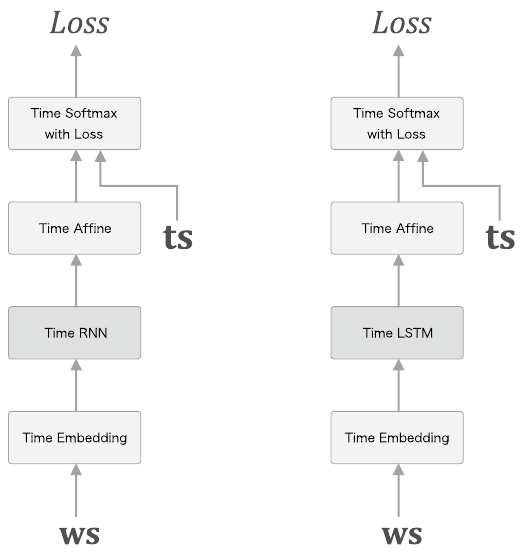 Loss
Time Softmax
with Loss
Time Affine
ts
Time RNN
Time Embedding
ws
Loss
Time Softmax
with Loss
Time Affine
ts
Time LSTM
Time Embedding
ws